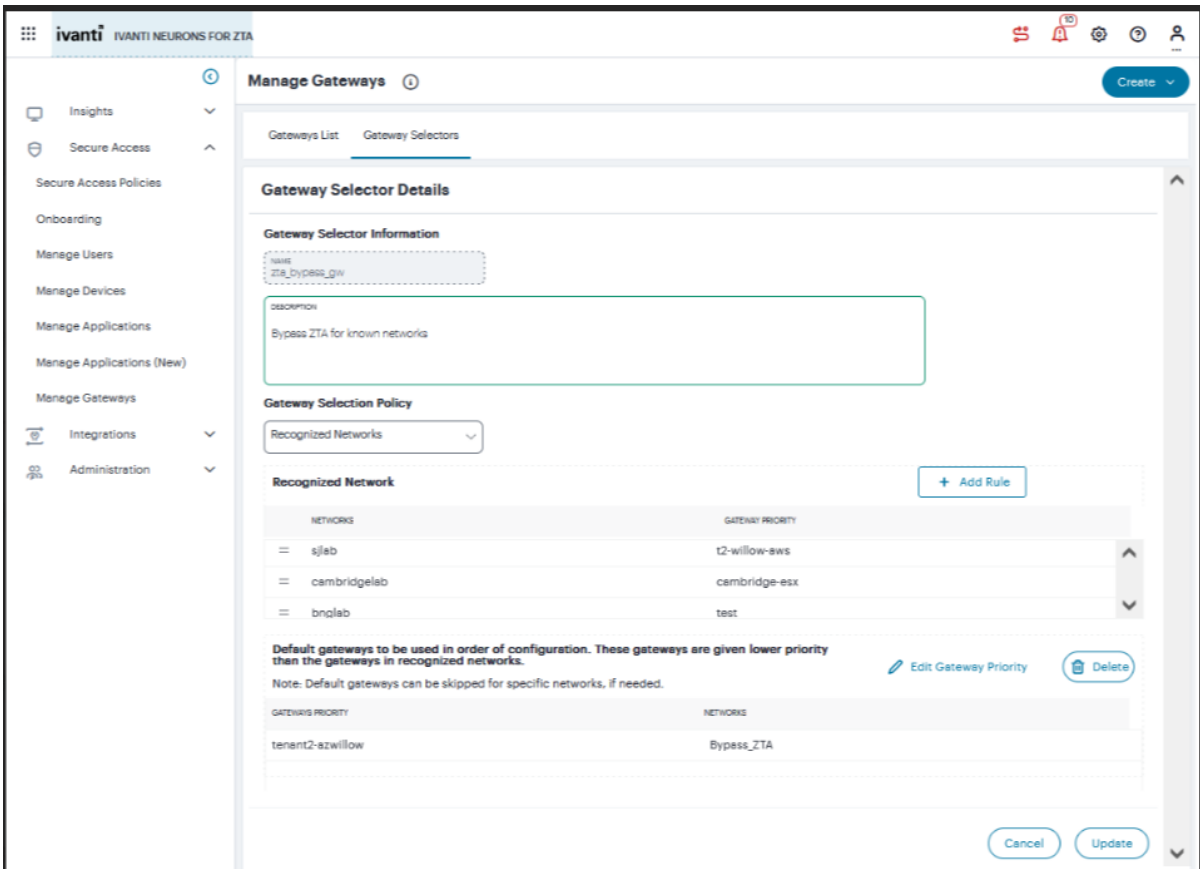 ivanti IVANTI NEURONS FOR ZTA
10
Manage Gateways
Create
Insights
Secure Access
Secure Access Policies
Onboarding
Manage Users
Manage Devices
Manage Applications
Manage Applications (New)
Manage Gateways
Integrations
Administration
Gateways List Gateway Selectors
Gateway Selector Details
Gateway Selector Information
NAME
zta_bypass_gw
DESCRIPTION
Bypass ZTA for known networks
Gateway Selection Policy
Recognized Networks
Recognized Network
+ Add Rule
NETWORKS GATEWAY PRIORITY
sjlab t2-willow-aws
cambridgelab cambridge-esx
bnglab test
Default gateways to be used in order of configuration. These gateways are given lower priority
than the gateways in recognized networks.
Note: Default gateways can be skipped for specific networks, if needed.
Edit Gateway Priority
Delete
GATEWAYS PRIORITY NETWORKS
tenant2-azwillow Bypass_ZTA
Cancel Update